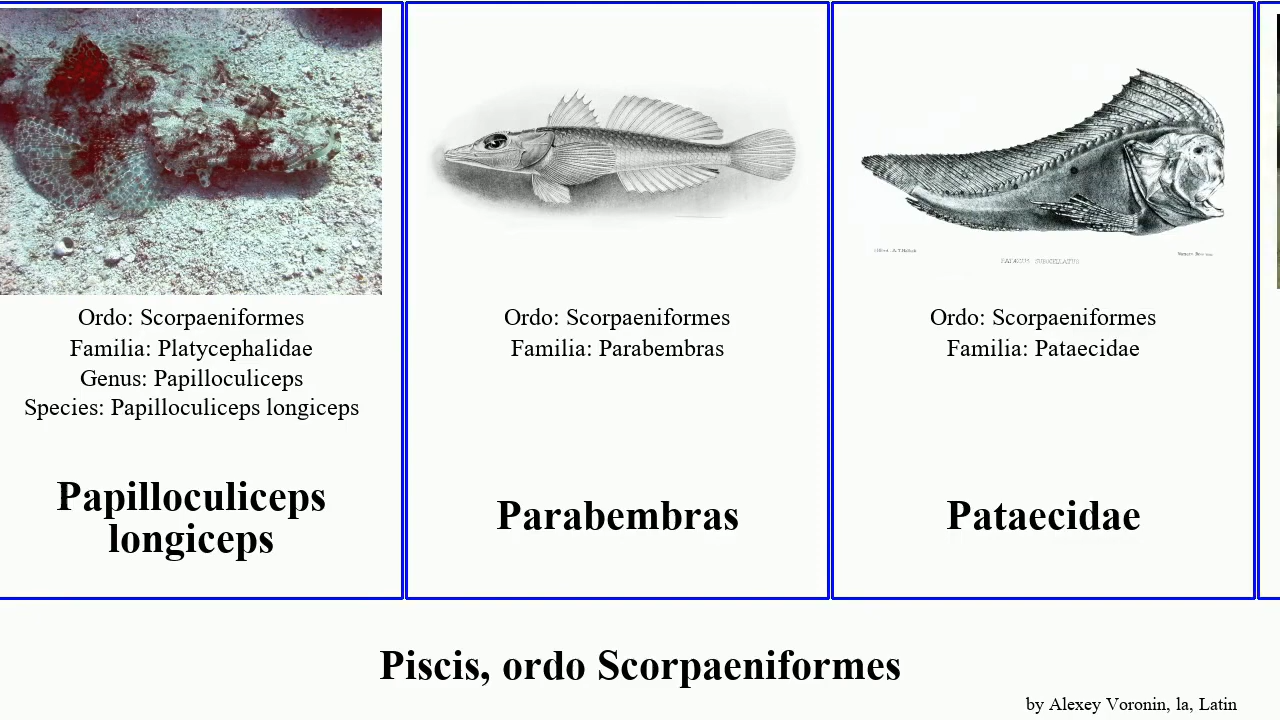 Ordo: Scorpaeniformes
Familia: Platycephalidae
Genus: Papilloculiceps
Species: Papilloculiceps longiceps
Papilloculiceps
longiceps
Ordo: Scorpaeniformes
Familia: Parabembras
Parabembras
Ordo: Scorpaeniformes
Familia: Pataecidae
Pataecidae
Piscis, ordo Scorpaeniformes
by Alexey Voronin, la, Latin